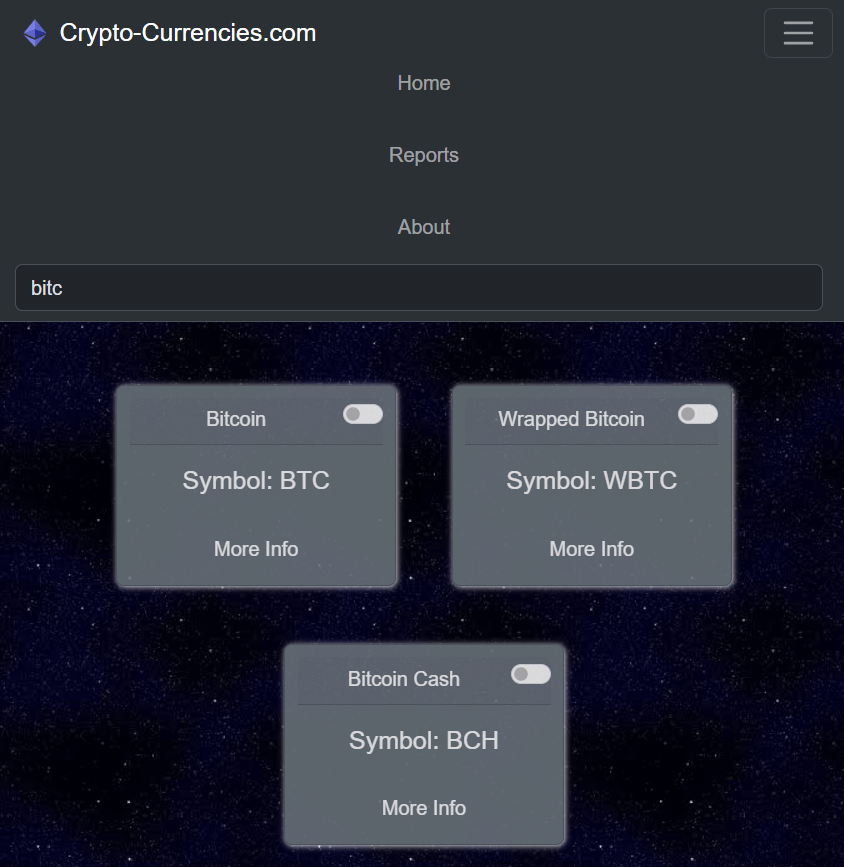 Crypto-Currencies.com
Home
Reports
About
bitc
Bitcoin
Symbol: BTC
More Info
Wrapped Bitcoin
Symbol: WBTC
More Info
Bitcoin Cash
Symbol: BCH
More Info